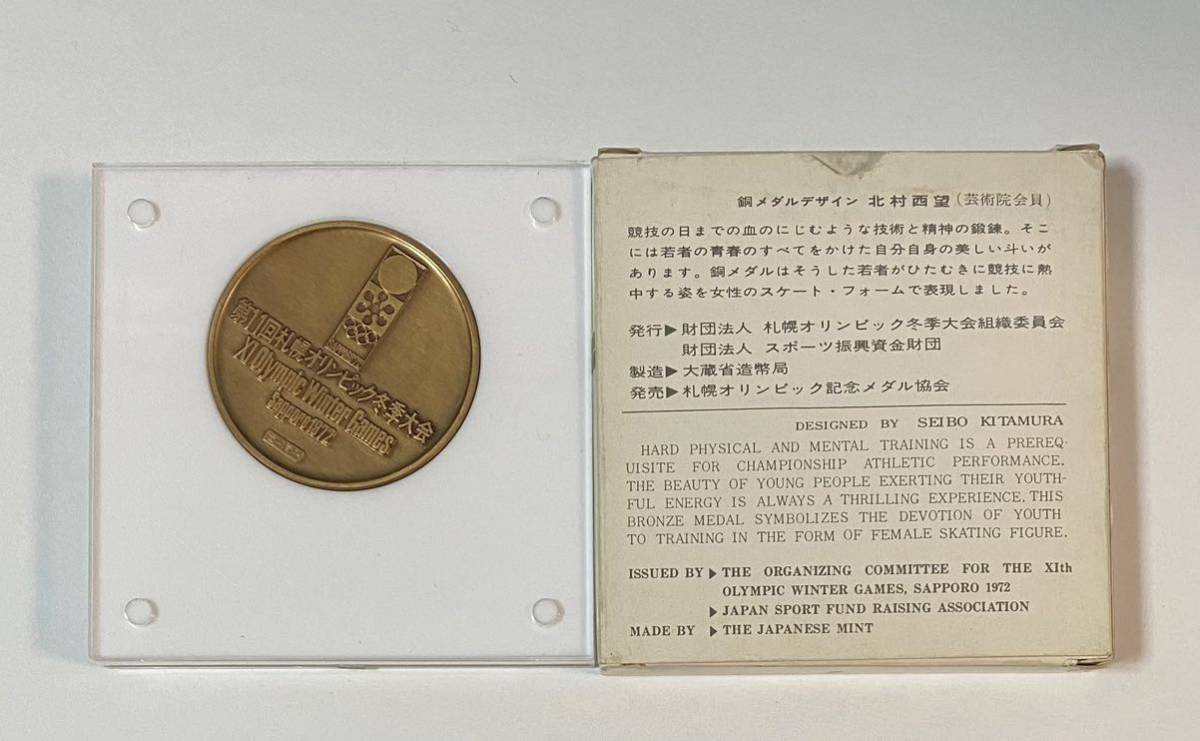 第11回札幌オリンピック冬季大会
XI Olympic Winter Games
Sapporo 1972
銅メダルデザイン 北村西望(芸術院会員)
競技の日までの血のにじむような技術と精神の鍛錬。そこ
には若者の青春のすべてをかけた自分自身の美しい斗いが
あります。銅メダルはそうした若者がひたむきに競技に熱
中する姿を女性のスケート・フォームで表現しました。
発行▶財団法人 札幌オリンピック冬季大会組織委員会
財団法人 スポーツ振興資金財団
製造▶大蔵省造幣局
発売▶札幌オリンピック記念メダル協会
DESIGNED BY SEIBO KITAMURA
HARD PHYSICAL AND MENTAL TRAINING IS A PREREQ-
UISITE FOR CHAMPIONSHIP ATHLETIC PERFORMANCE.
THE BEAUTY OF YOUNG PEOPLE EXERTING THEIR YOUTH-
FUL ENERGY IS ALWAYS A THRILLING EXPERIENCE. THIS
BRONZE MEDAL SYMBOLIZES THE DEVOTION OF YOUTH
TO TRAINING IN THE FORM OF FEMALE SKATING FIGURE.
ISSUED BY ▶ THE ORGANIZING COMMITTEE FOR THE XIth
OLYMPIC WINTER GAMES, SAPPORO 1972
▶ JAPAN SPORT FUND RAISING ASSOCIATION
MADE BY ▶ THE JAPANESE MINT